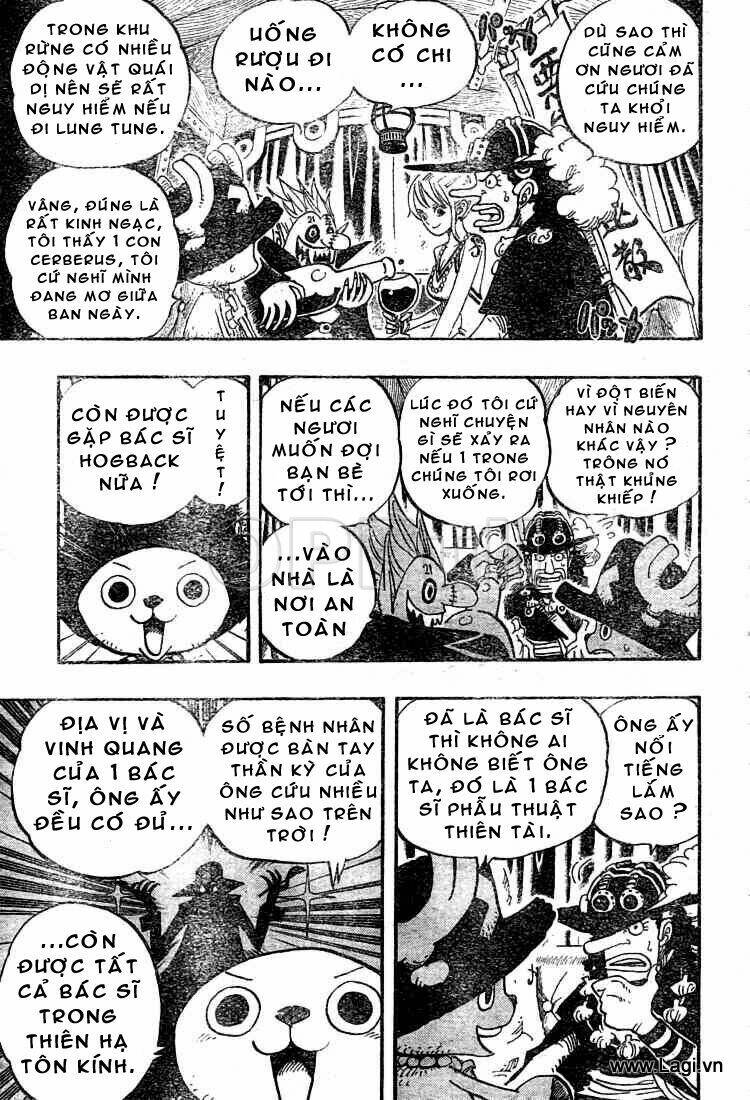 DÙ SAO THÌ
CŨNG CẢM
ƠN NGƯƠI ĐÃ
CỨU CHÚNG
TA KHỎI
NGUY HIỂM.
KHÔNG
CÓ CHI
...
UỐNG
RƯỢU ĐI
NÀO...
TRONG KHU
RỪNG CÓ NHIỀU
ĐỘNG VẬT QUÁI
DỊ NÊN SẼ RẤT
NGUY HIỂM NẾU
ĐI LUNG TUNG.
VÂNG, ĐÚNG LÀ
RẤT KINH NGẠC,
TÔI THẤY 1 CON
CERBERUS, TÔI
CỨ NGHĨ MÌNH
ĐANG MƠ GIỮA
BAN NGÀY.
VÌ ĐỘT BIẾN
HAY VÌ NGUYÊN
NHÂN NÀO
KHÁC VẬY ?
TRÔNG NÓ
THẬT KHỦNG
KHIẾP !
LÚC ĐÓ TÔI CỨ
NGHĨ CHUYỆN
GÌ SẼ XẢY RA
NẾU 1 TRONG
CHÚNG TÔI RƠI
XUỐNG.
NẾU CÁC
NGƯƠI
MUỐN ĐỢI
BẠN BÈ
TỚI THÌ...
...VÀO
NHÀ LÀ
NƠI AN
TOÀN
TUYỆT!
CÒN ĐƯỢC
GẶP BÁC SĨ
HOGBACK
NỮA !
ÔNG ẤY
NỔI
TIẾNG
LẮM
SAO ?
ĐÃ LÀ BÁC SĨ
THÌ KHÔNG AI
KHÔNG BIẾT ÔNG
TA, ĐÓ LÀ 1 BÁC
SĨ PHẪU THUẬT
THIÊN TÀI.
SỐ BỆNH NHÂN
ĐƯỢC BÀN TAY
THẦN KỲ CỦA
ÔNG CỨU NHIỀU
NHƯ SAO TRÊN
TRỜI !
ĐỊA VỊ VÀ
VINH QUANG
CỦA 1 BÁC
SĨ, ÔNG ẤY
ĐỀU CÓ ĐỦ...
...CÒN
ĐƯỢC TẤT
CẢ BÁC SĨ
TRONG
THIÊN HẠ
TÔN KÍNH.
www.Lagi.vn